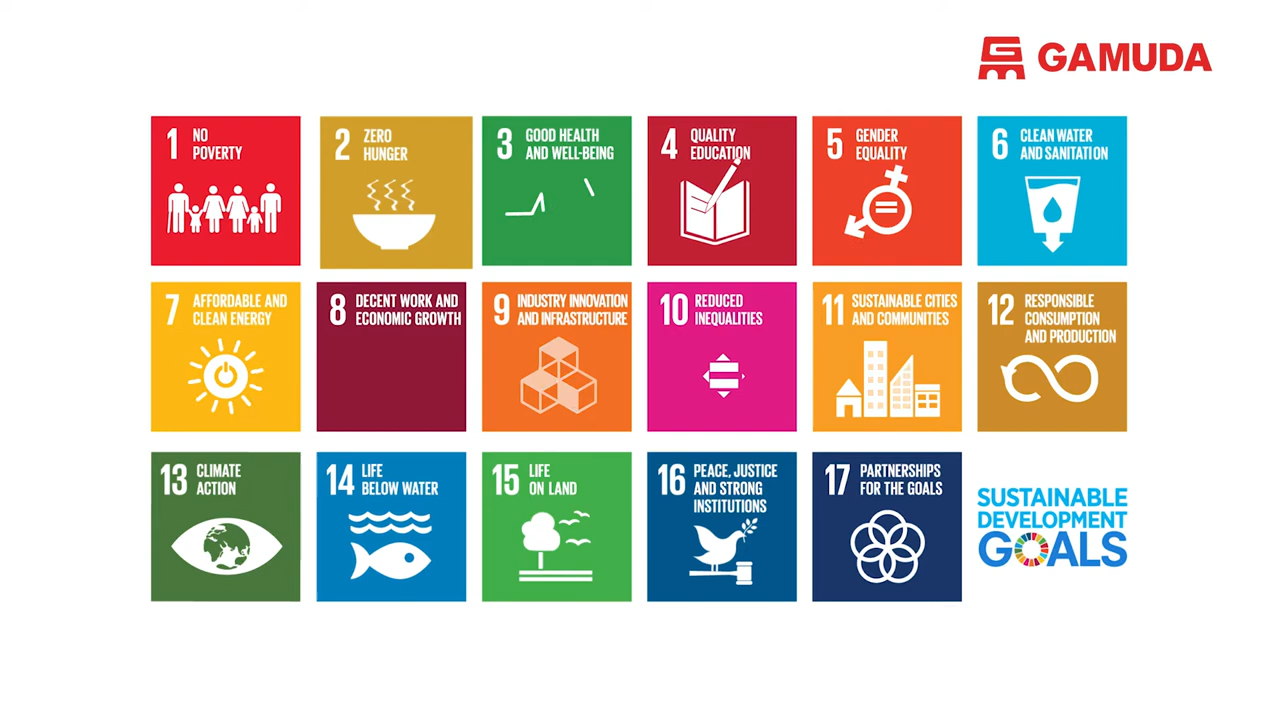 GAMUDA
1 NO
POVERTY
2 ZERO
HUNGER
3 GOOD HEALTH
AND WELL-BEING
4 QUALITY
EDUCATION
5 GENDER
EQUALITY
6 CLEAN WATER
AND SANITATION
7 AFFORDABLE AND
CLEAN ENERGY
8 DECENT WORK AND
ECONOMIC GROWTH
9 INDUSTRY INNOVATION
AND INFRASTRUCTURE
10 REDUCED
INEQUALITIES
11 SUSTAINABLE CITIES
AND COMMUNITIES
12 RESPONSIBLE
CONSUMPTION
AND PRODUCTION
13 CLIMATE
ACTION
14 LIFE
BELOW WATER
15 LIFE
ON LAND
16 PEACE, JUSTICE
AND STRONG
INSTITUTIONS
17 PARTNERSHIPS
FOR THE GOALS
SUSTAINABLE
DEVELOPMENT
GOALS